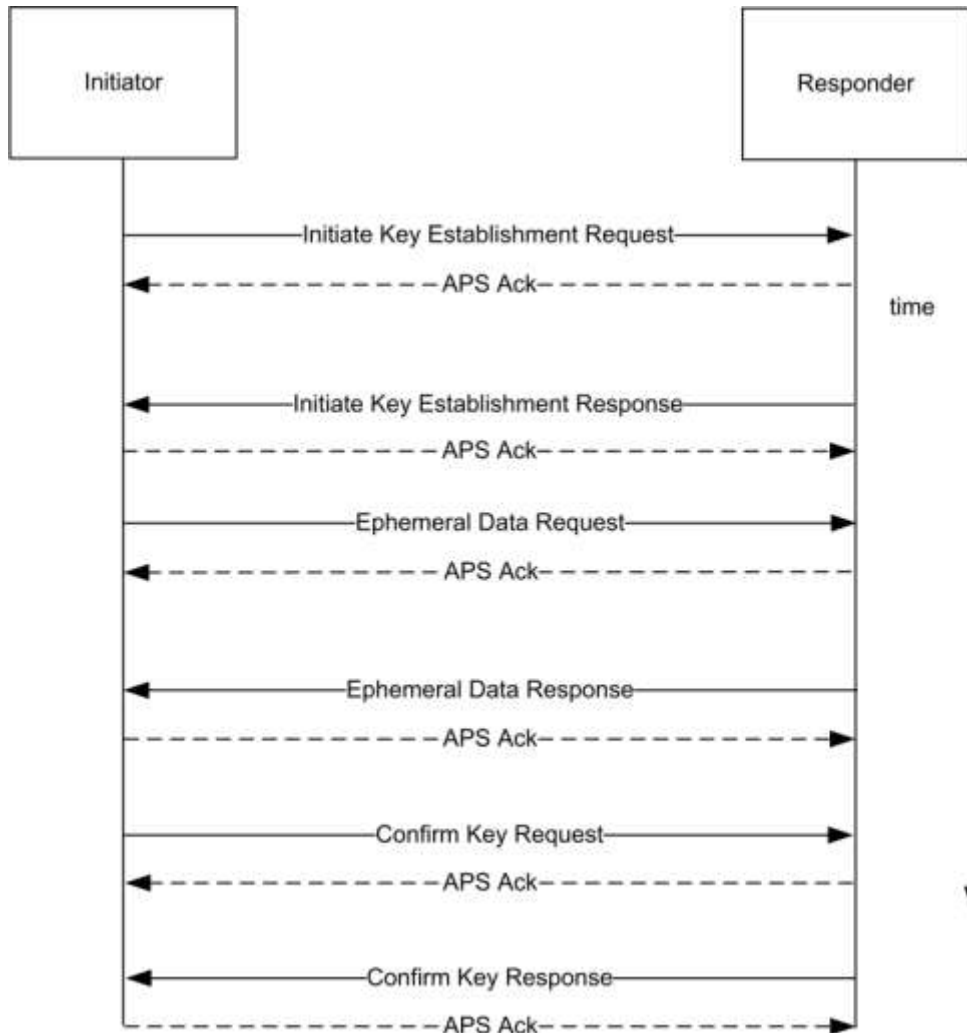 Initiator
Responder
Initiate Key Establishment Request
APS Ack
time
Initiate Key Establishment Response
APS Ack
Ephemeral Data Request
APS Ack
Ephemeral Data Response
APS Ack
Confirm Key Request
APS Ack
Confirm Key Response
APS Ack